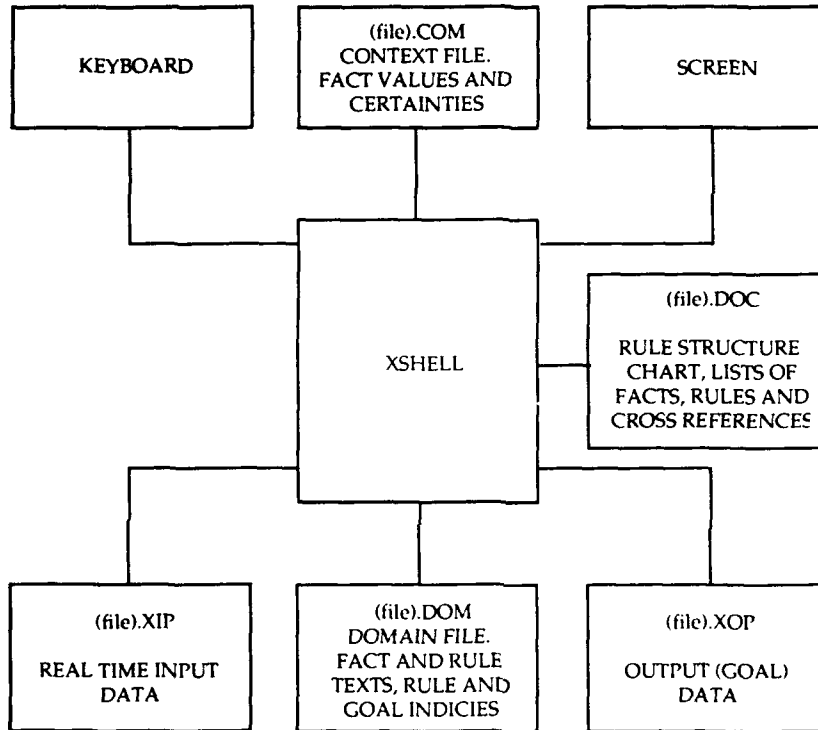 KEYBOARD
(file).COM
CONTEXT FILE.
FACT VALUES AND
CERTAINTIES
SCREEN
XSHELL
(file).DOC
RULE STRUCTURE
CHART, LISTS OF
FACTS, RULES AND
CROSS REFERENCES
(file).XIP
REAL TIME INPUT
DATA
(file).DOM
DOMAIN FILE.
FACT AND RULE
TEXTS, RULE AND
GOAL INDICIES
(file).XOP
OUTPUT (GOAL)
DATA